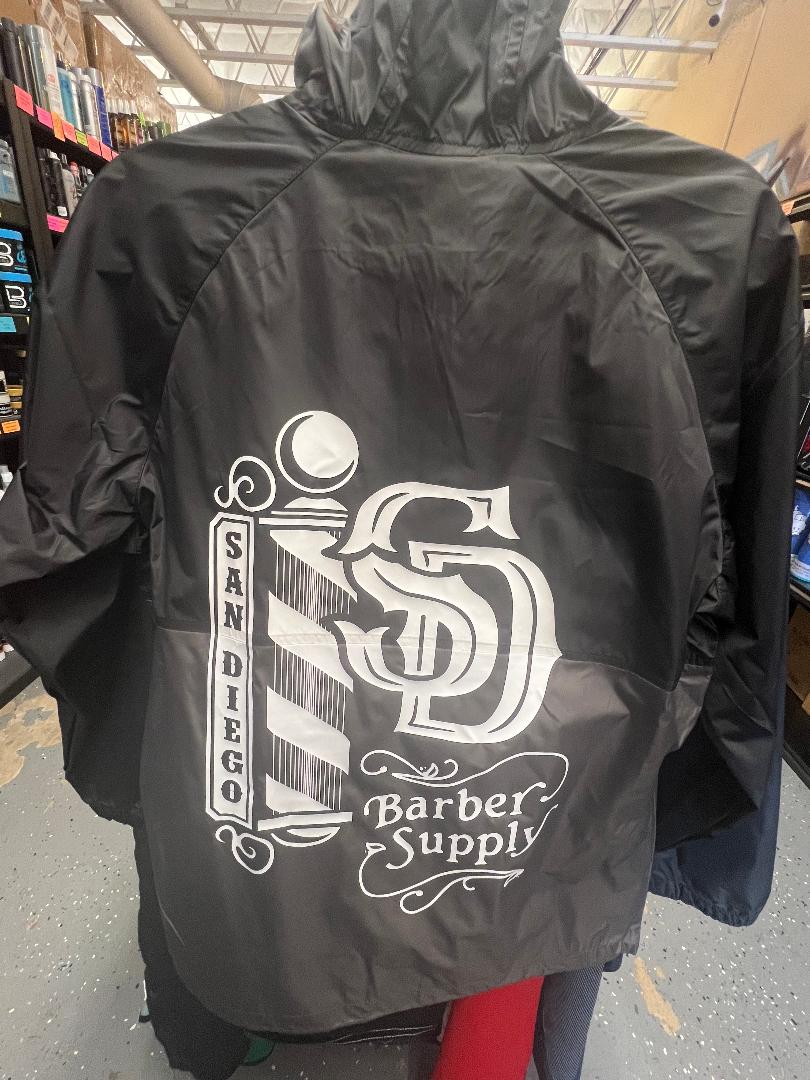 SAN DIEGO
SD
Barber
Supply